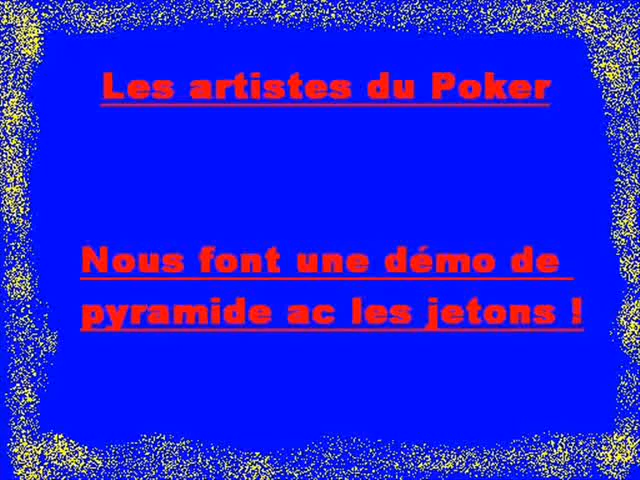 Les artistes du Poker
Nous font une démo de
pyramide ac les jetons !